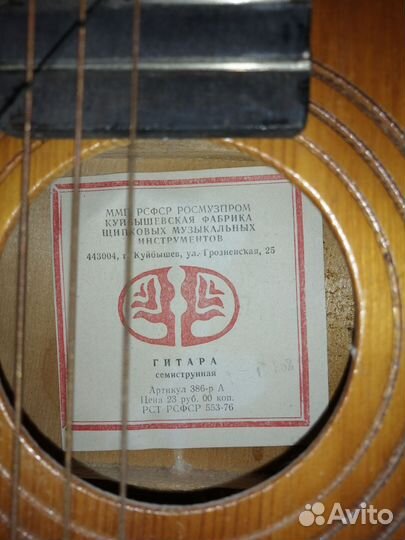 ММП РСФСР РОСМУЗПРОМ
КУЙБЫШЕВСКАЯ ФАБРИКА
ЩИПКОВЫХ МУЗЫКАЛЬНЫХ
ИНСТРУМЕНТОВ
443004, г. Куйбышев, ул. Грозненская, 25
ГИТАРА
семиструнная
Артикул 386-р А
Цена 23 руб. 00 коп.
РСТ РСФСР 553-76
Avito